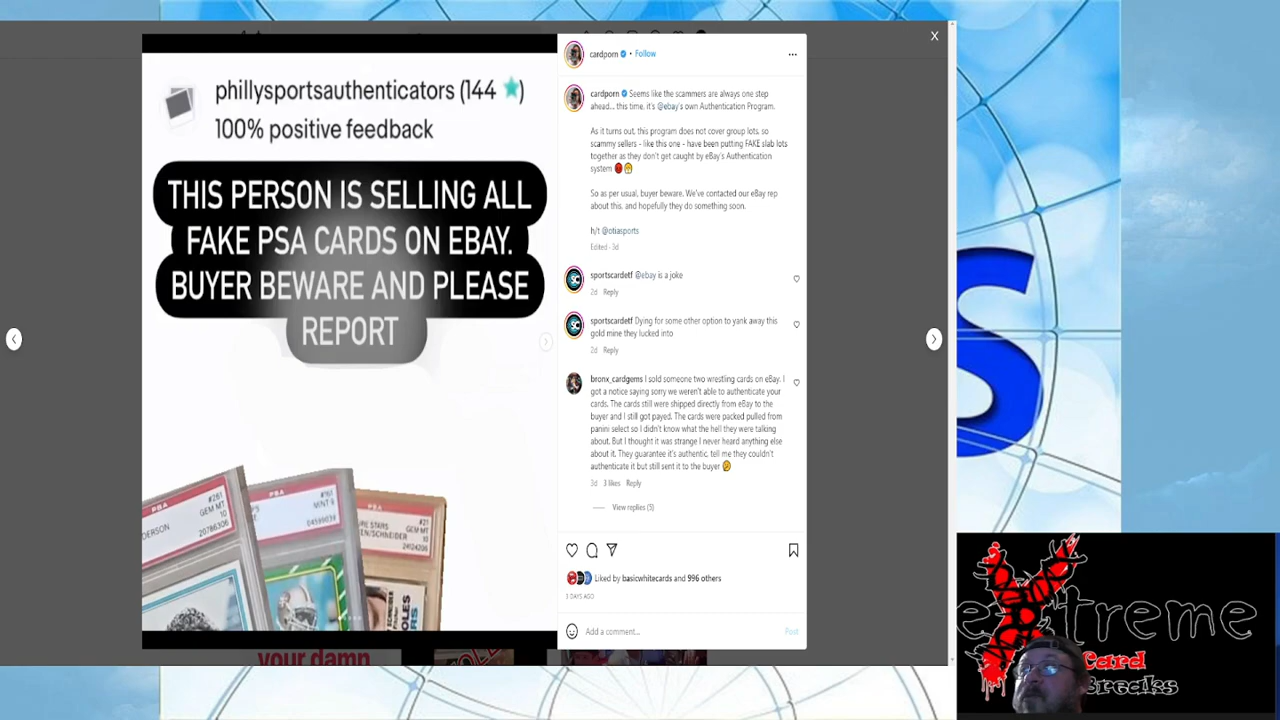 phillysportsauthenticators (144 ★)
100% positive feedback
THIS PERSON IS SELLING ALL
FAKE PSA CARDS ON EBAY.
BUYER BEWARE AND PLEASE
REPORT
PSA
#261
GEM MT
10
20786306
PSA
#161
MINT 9
04599039
PSA
#21
GEM MT
10
your damn
X
cardporn • Follow
...
cardporn Seems like the scammers are always one step
ahead... this time, it's @ebay's own Authentication Program.
As it turns out, this program does not cover group lots, so
scammy sellers - like this one - have been putting FAKE slab lots
together as they don't get caught by eBay's Authentication
system
So as per usual, buyer beware. We've contacted our eBay rep
about this, and hopefully they do something soon.
h/t @otiasports
Edited · 3d
sportscardetf @ebay is a joke
2d Reply
sportscardetf Dying for some other option to yank away this
gold mine they lucked into
2d Reply
bronx_cardgems I sold someone two wrestling cards on eBay. I
got a notice saying sorry we weren't able to authenticate your
cards. The cards still were shipped directly from eBay to the
buyer and I still got payed. The cards were packed pulled from
panini select so I didn't know what the hell they were talking
about. But I thought it was strange I never heard anything else
about it. They guarantee it's authentic, tell me they couldn't
authenticate it but still sent it to the buyer
3d 3 likes Reply
View replies (3)
Liked by basicwhitecards and 996 others
3 DAYS AGO
Add a comment...
Post
S
eXtreme
Card
Breaks